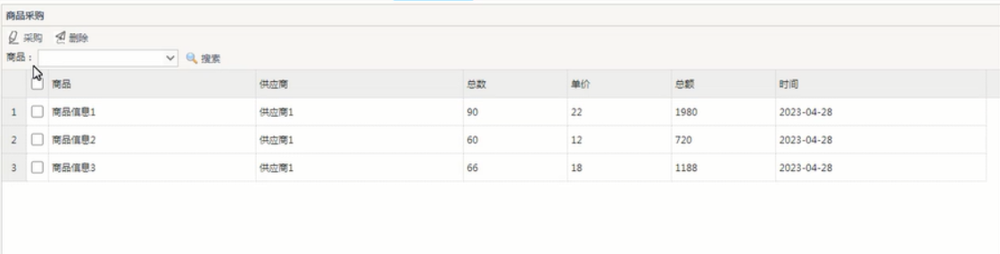 商品采购
采购 删除
商品： 搜索
商品 供应商 总数 单价 总额 时间
1 商品信息1 供应商1 90 22 1980 2023-04-28
2 商品信息2 供应商1 60 12 720 2023-04-28
3 商品信息3 供应商1 66 18 1188 2023-04-28